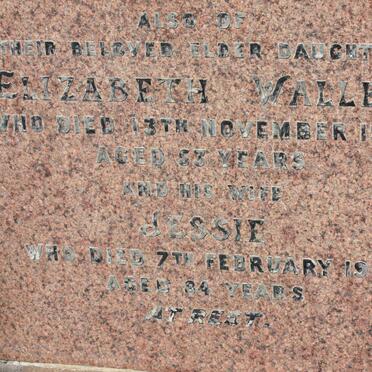 ALSO OF
THEIR BELOVED ELDER DAUGHT
ELIZABETH WALLE
WHO DIED 13TH NOVEMBER 1
AGED 53 YEARS
AND HIS WIFE
JESSIE
WHO DIED 7TH FEBRUARY 19
AGED 84 YEARS
AT REST.